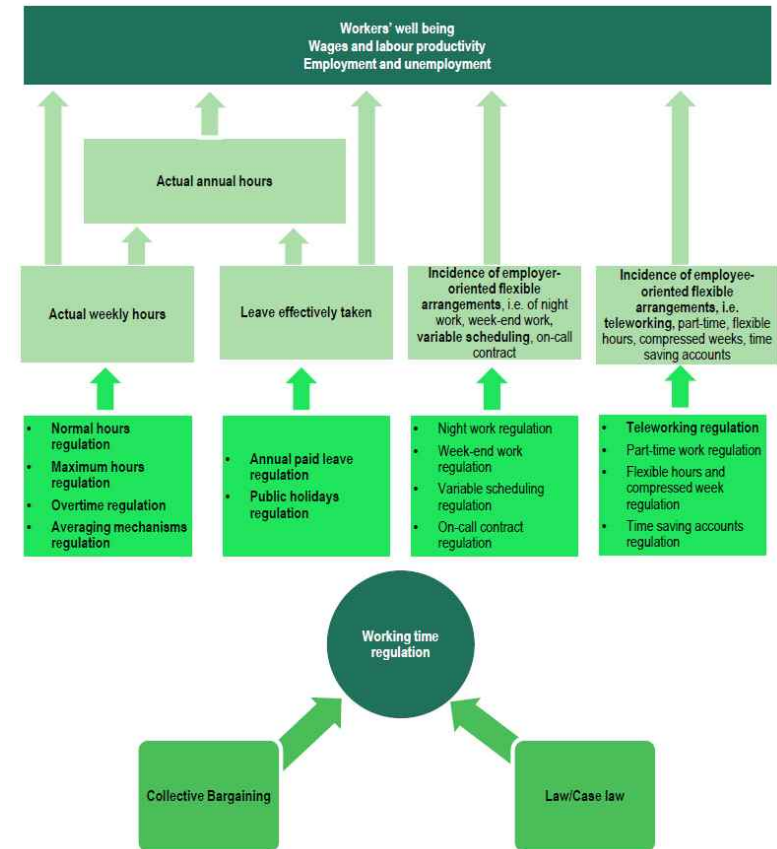 Workers' well being
Wages and labour productivity
Employment and unemployment
Actual annual hours
Actual weekly hours
Leave effectively taken
Incidence of employer-
oriented flexible
arrangements, i.e. of night
work, week-end work,
variable scheduling, on-call
contract
Incidence of employee-
oriented flexible
arrangements, i.e.
teleworking, part-time, flexible
hours, compressed weeks, time
saving accounts
• Normal hours
regulation
• Maximum hours
regulation
• Overtime regulation
• Averaging mechanisms
regulation
• Annual paid leave
regulation
• Public holidays
regulation
• Night work regulation
• Week-end work
regulation
• Variable scheduling
regulation
• On-call contract
regulation
• Teleworking regulation
• Part-time work regulation
• Flexible hours and
compressed week
regulation
• Time saving accounts
regulation
Working time
regulation
Collective Bargaining
Law/Case law